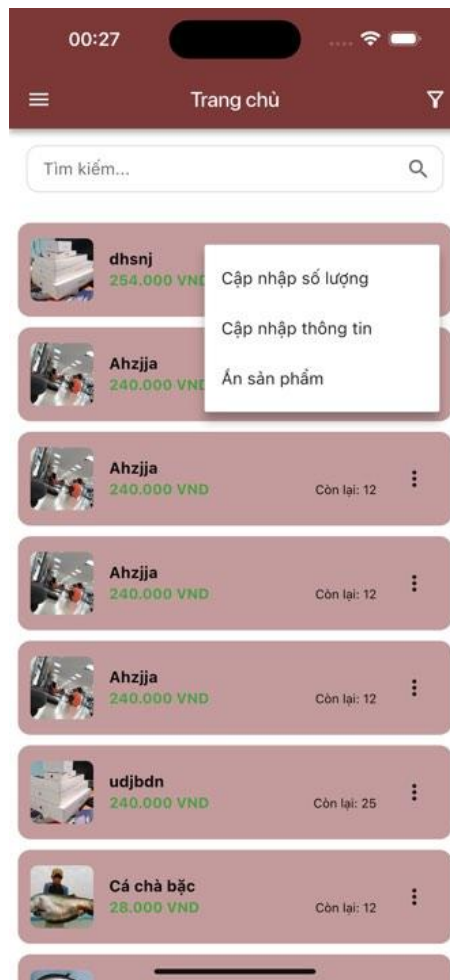 00:27
Trang chủ
Tìm kiếm...
dhsnj
254.000 VND
Cập nhập số lượng
Cập nhập thông tin
Ẩn sản phẩm
Ahzjja
240.000 VND
Ahzjja
240.000 VND
Còn lại: 12
Ahzjja
240.000 VND
Còn lại: 12
Ahzjja
240.000 VND
Còn lại: 12
udjbdn
240.000 VND
Còn lại: 25
Cá chà bặc
28.000 VND
Còn lại: 12